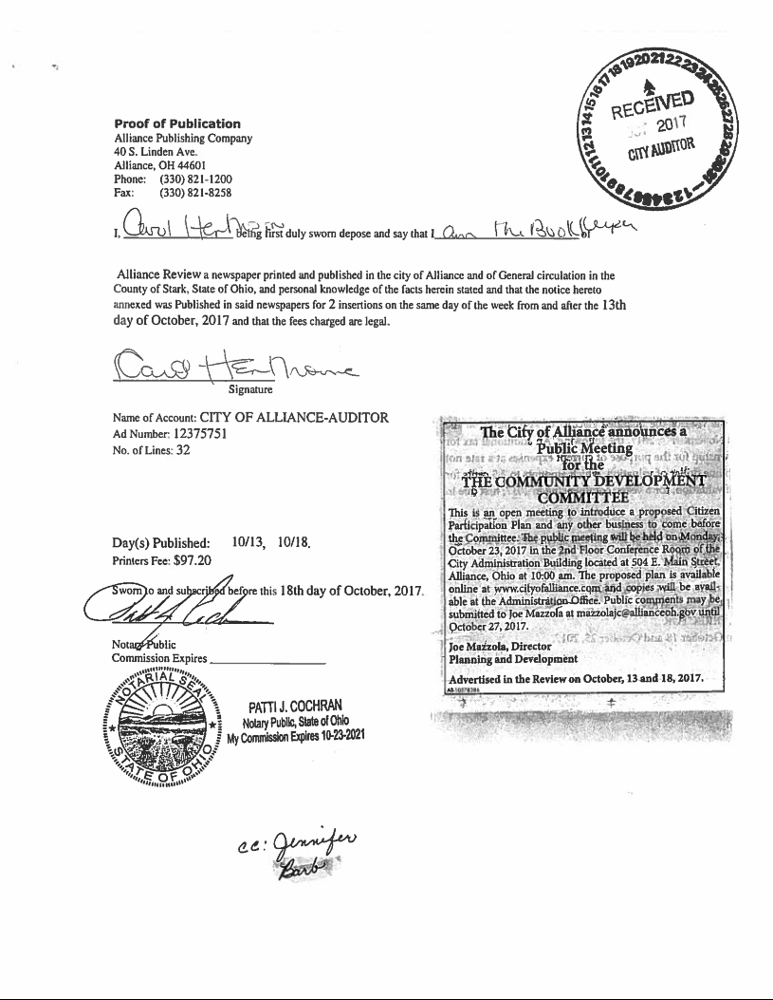 RECEIVED
2017
CITY AUDITOR
Proof of Publication
Alliance Publishing Company
40 S. Linden Ave.
Alliance, OH 44601
Phone: (330) 821-1200
Fax: (330) 821-8258
I, Carol being first duly sworn depose and say that I am The Bookkeeper of
Alliance Review a newspaper printed and published in the city of Alliance and of General circulation in the
County of Stark, State of Ohio, and personal knowledge of the facts herein stated and that the notice hereto
annexed was Published in said newspapers for 2 insertions on the same day of the week from and after the 13th
day of October, 2017 and that the fees charged are legal.
Carol
Signature
Name of Account: CITY OF ALLIANCE-AUDITOR
Ad Number: 12375751
No. of Lines: 32
Day(s) Published: 10/13, 10/18.
Printers Fee: $97.20
Sworn to and subscribed before this 18th day of October, 2017.
Notary Public
Commission Expires
NOTARIAL SEAL
STATE OF OHIO
PATTI J. COCHRAN
Notary Public, State of Ohio
My Commission Expires 10-23-2021
The City of Alliance announces a
Public Meeting
for the
THE COMMUNITY DEVELOPMENT
COMMITTEE
This is an open meeting to introduce a proposed Citizen
Participation Plan and any other business to come before
the Committee. The public meeting will be held on Monday,
October 23, 2017 in the 2nd Floor Conference Room of the
City Administration Building located at 504 E. Main Street,
Alliance, Ohio at 10:00 am. The proposed plan is available
online at www.cityofalliance.com and copies will be avail-
able at the Administration Office. Public comments may be
submitted to Joe Mazzola at mazzolajc@allianceoh.gov until
October 27, 2017.
Joe Mazzola, Director
Planning and Development
Advertised in the Review on October, 13 and 18, 2017.
cc: Jennifer
Barb